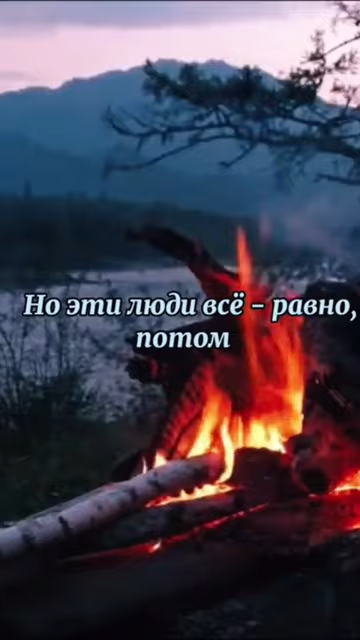 Но эти люди всё – равно,
потом